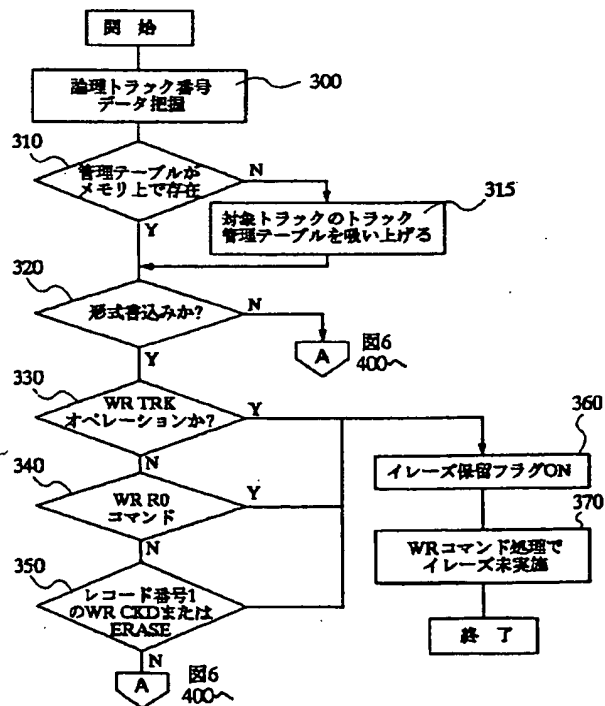 開 始
論理トラック番号
データ把握
300
310
管理テーブルが
メモリ上で存在
N
315
対象トラックのトラック
管理テーブルを吸い上げる
Y
320
形式書込みか?
N
A
図6
400~
Y
330
WR TRK
オペレーションか?
Y
360
イレーズ保留フラグON
N
340
WR R0
コマンド
Y
370
WRコマンド処理で
イレーズ未実施
N
350
レコード番号1
のWR CKDまたは
ERASE
終 了
N
A
図6
400~